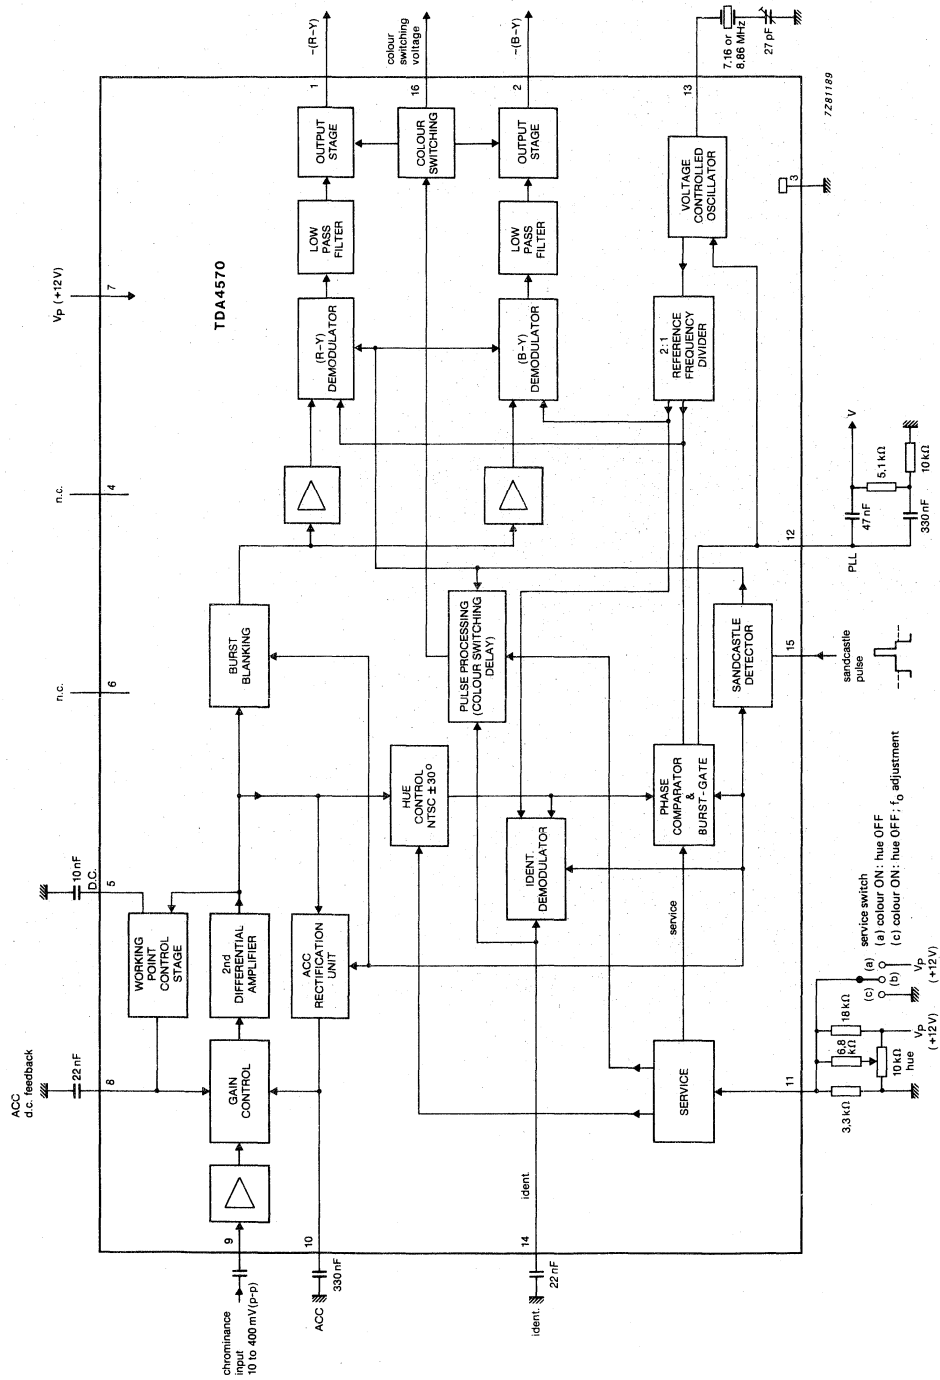 ACC
d.c. feedback
22 nF
8
10 nF
D.C.
5
n.c.
6
n.c.
4
Vp (+12V)
7
TDA4570
chrominance
input
10 to 400 mV(p-p)
9
GAIN
CONTROL
2nd
DIFFERENTIAL
AMPLIFIER
WORKING
POINT
CONTROL
STAGE
BURST
BLANKING
(R-Y)
DEMODULATOR
LOW
PASS
FILTER
OUTPUT
STAGE
1
-(R-Y)
ACC
330 nF
10
ACC
RECTIFICATION
UNIT
HUE
CONTROL
NTSC ± 30°
PULSE PROCESSING
(COLOUR SWITCHING
DELAY)
COLOUR
SWITCHING
16
colour
switching
voltage
(B-Y)
DEMODULATOR
LOW
PASS
FILTER
OUTPUT
STAGE
2
-(B-Y)
ident.
22 nF
14
ident.
IDENT.
DEMODULATOR
SERVICE
service
PHASE
COMPARATOR
&
BURST-GATE
SANDCASTLE
DETECTOR
2:1
REFERENCE
FREQUENCY
DIVIDER
VOLTAGE
CONTROLLED
OSCILLATOR
13
7,16 or
8,86 MHz
27 pF
3
11
3,3 kΩ
6,8
kΩ
18 kΩ
10 kΩ
hue
Vp
(+12V)
(c)
(a)
(b)
Vp
(+12V)
service switch
(a) colour ON: hue OFF
(c) colour ON: hue OFF; fo adjustment
15
sandcastle
pulse
12
PLL
47 nF
5,1 kΩ
V
330 nF
10 kΩ
7Z81189